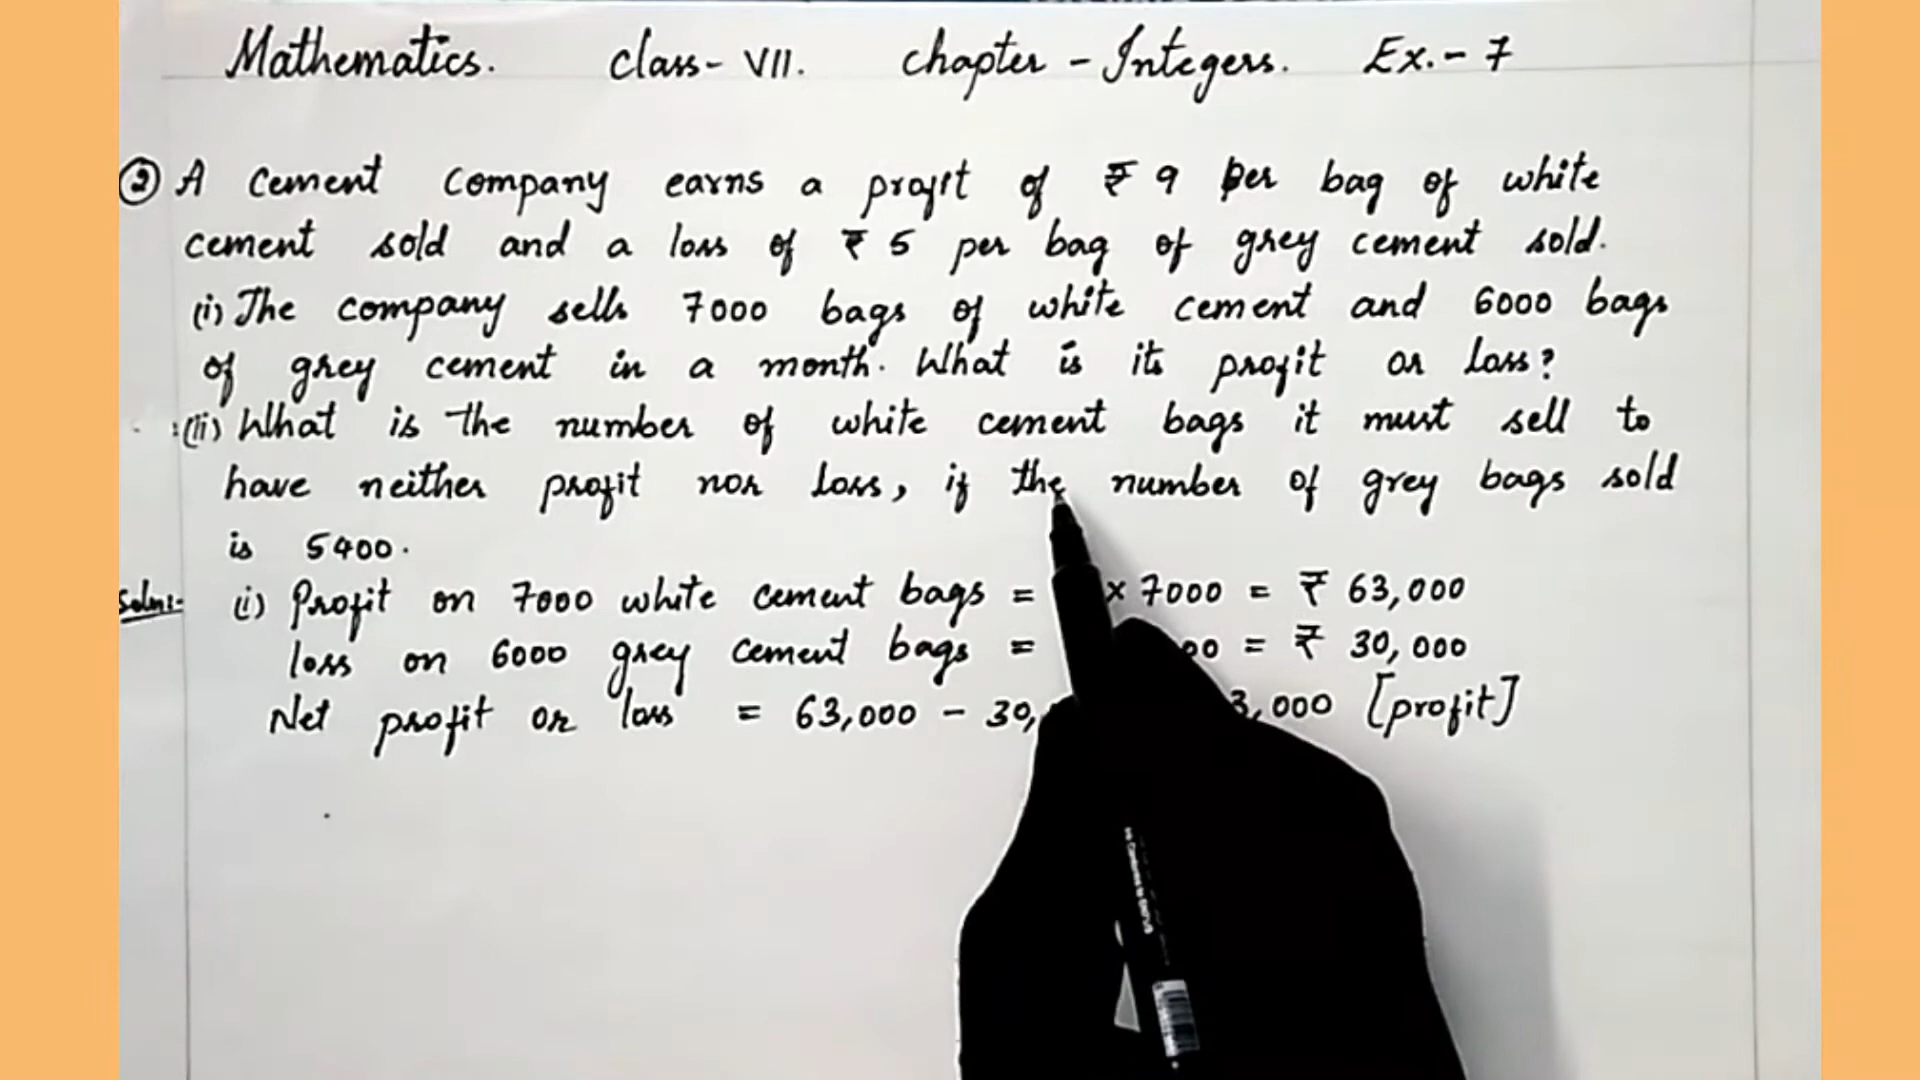 Mathematics. class- VII. chapter - Integers. Ex.- 7
② A cement company earns a profit of ₹ 9 per bag of white
cement sold and a loss of ₹ 5 per bag of grey cement sold.
(i) The company sells 7000 bags of white cement and 6000 bags
of grey cement in a month. What is its profit or loss?
(ii) What is the number of white cement bags it must sell to
have neither profit nor loss, if the number of grey bags sold
is 5400.
Soln:- (i) Profit on 7000 white cement bags = × 7000 = ₹ 63,000
loss on 6000 grey cement bags = 00 = ₹ 30,000
Net profit or loss = 63,000 - 30, 3,000 [profit]